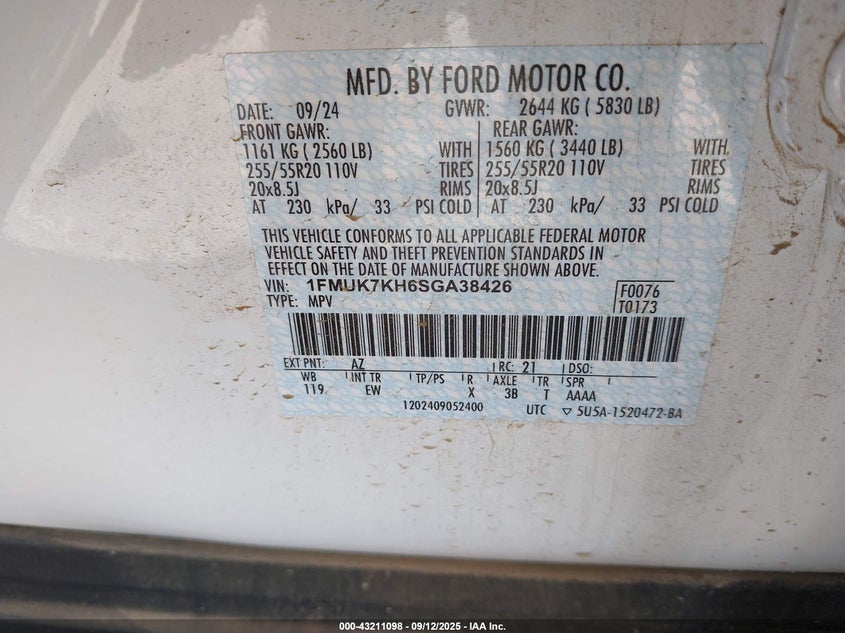 MFD. BY FORD MOTOR CO.
DATE: 09/24 GVWR: 2644 KG ( 5830 LB)
FRONT GAWR: REAR GAWR:
1161 KG ( 2560 LB) WITH 1560 KG ( 3440 LB) WITH
255/55R20 110V TIRES 255/55R20 110V TIRES
20x8.5J RIMS 20x8.5J RIMS
AT 230 kPa/ 33 PSI COLD AT 230 kPa/ 33 PSI COLD
THIS VEHICLE CONFORMS TO ALL APPLICABLE FEDERAL MOTOR
VEHICLE SAFETY AND THEFT PREVENTION STANDARDS IN
EFFECT ON THE DATE OF MANUFACTURE SHOWN ABOVE.
VIN: 1FMUK7KH6SGA38426 F0076
TYPE: MPV T0173
EXT PNT: AZ RC: 21 DSO:
WB INT TR TP/PS R AXLE TR SPR
119 EW X 3B T AAAA
1202409052400 UTC ▽ 5U5A-1520472-BA
000-43211098 - 09/12/2025 - IAA Inc.